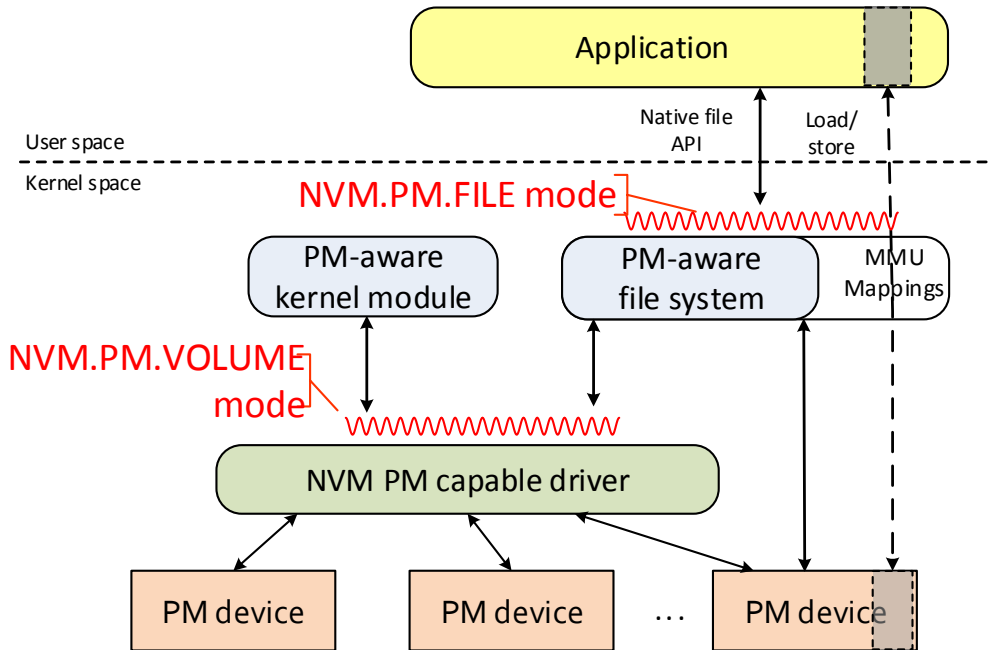 Application
Native file
API
Load/
store
User space
Kernel space
NVM.PM.FILE mode
PM-aware
kernel module
PM-aware
file system
MMU
Mappings
NVM.PM.VOLUME
mode
NVM PM capable driver
PM device
PM device
...
PM device